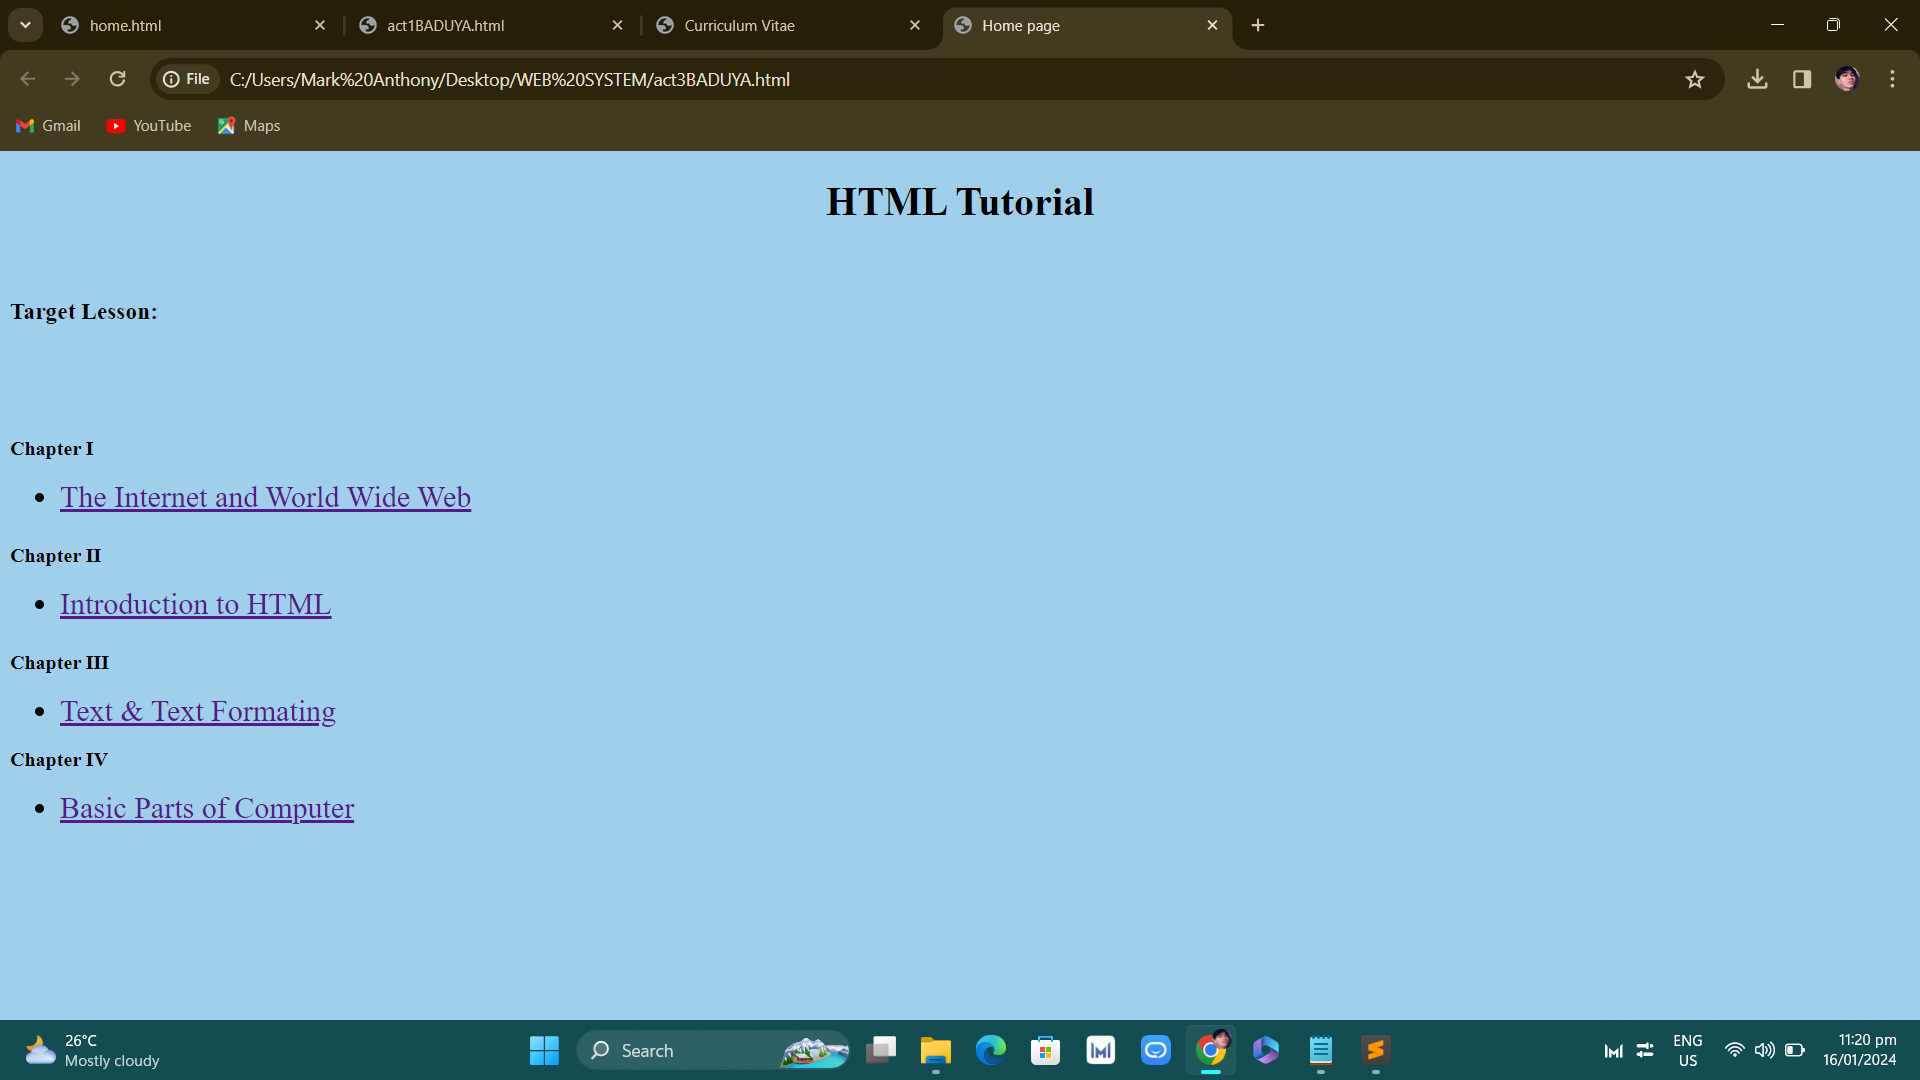 home.html
act1BADUYA.html
Curriculum Vitae
Home page
File
C:/Users/Mark%20Anthony/Desktop/WEB%20SYSTEM/act3BADUYA.html
Gmail
YouTube
Maps
HTML Tutorial
Target Lesson:
Chapter I
The Internet and World Wide Web
Chapter II
Introduction to HTML
Chapter III
Text & Text Formating
Chapter IV
Basic Parts of Computer
26°C
Mostly cloudy
Search
ENG
US
11:20 pm
16/01/2024